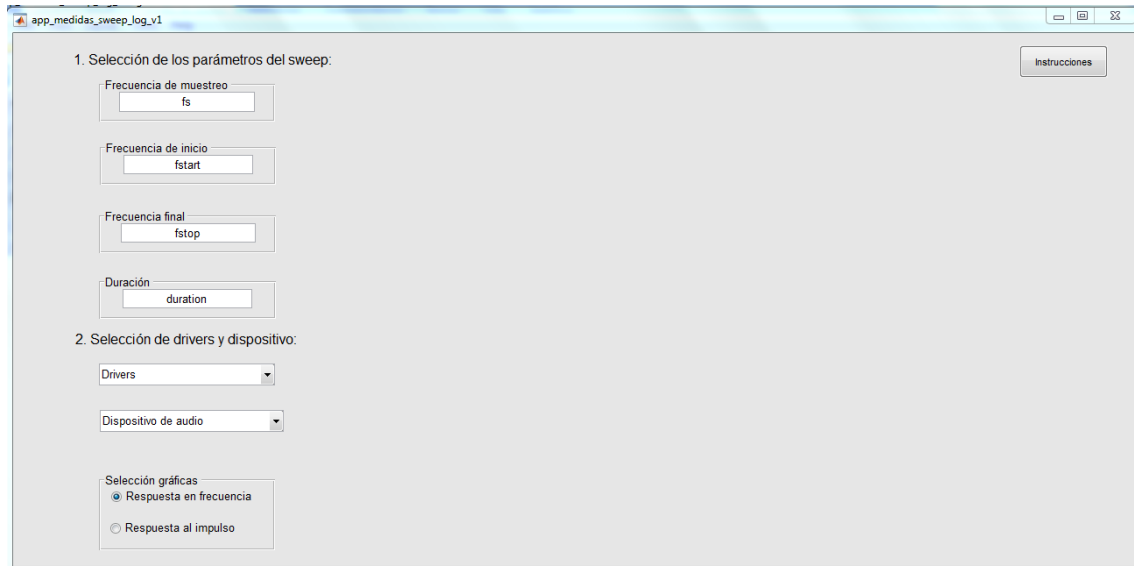 app_medidas_sweep_log_v1
1. Selección de los parámetros del sweep:
Instrucciones
Frecuencia de muestreo
fs
Frecuencia de inicio
fstart
Frecuencia final
fstop
Duración
duration
2. Selección de drivers y dispositivo:
Drivers
Dispositivo de audio
Selección gráficas
Respuesta en frecuencia
Respuesta al impulso